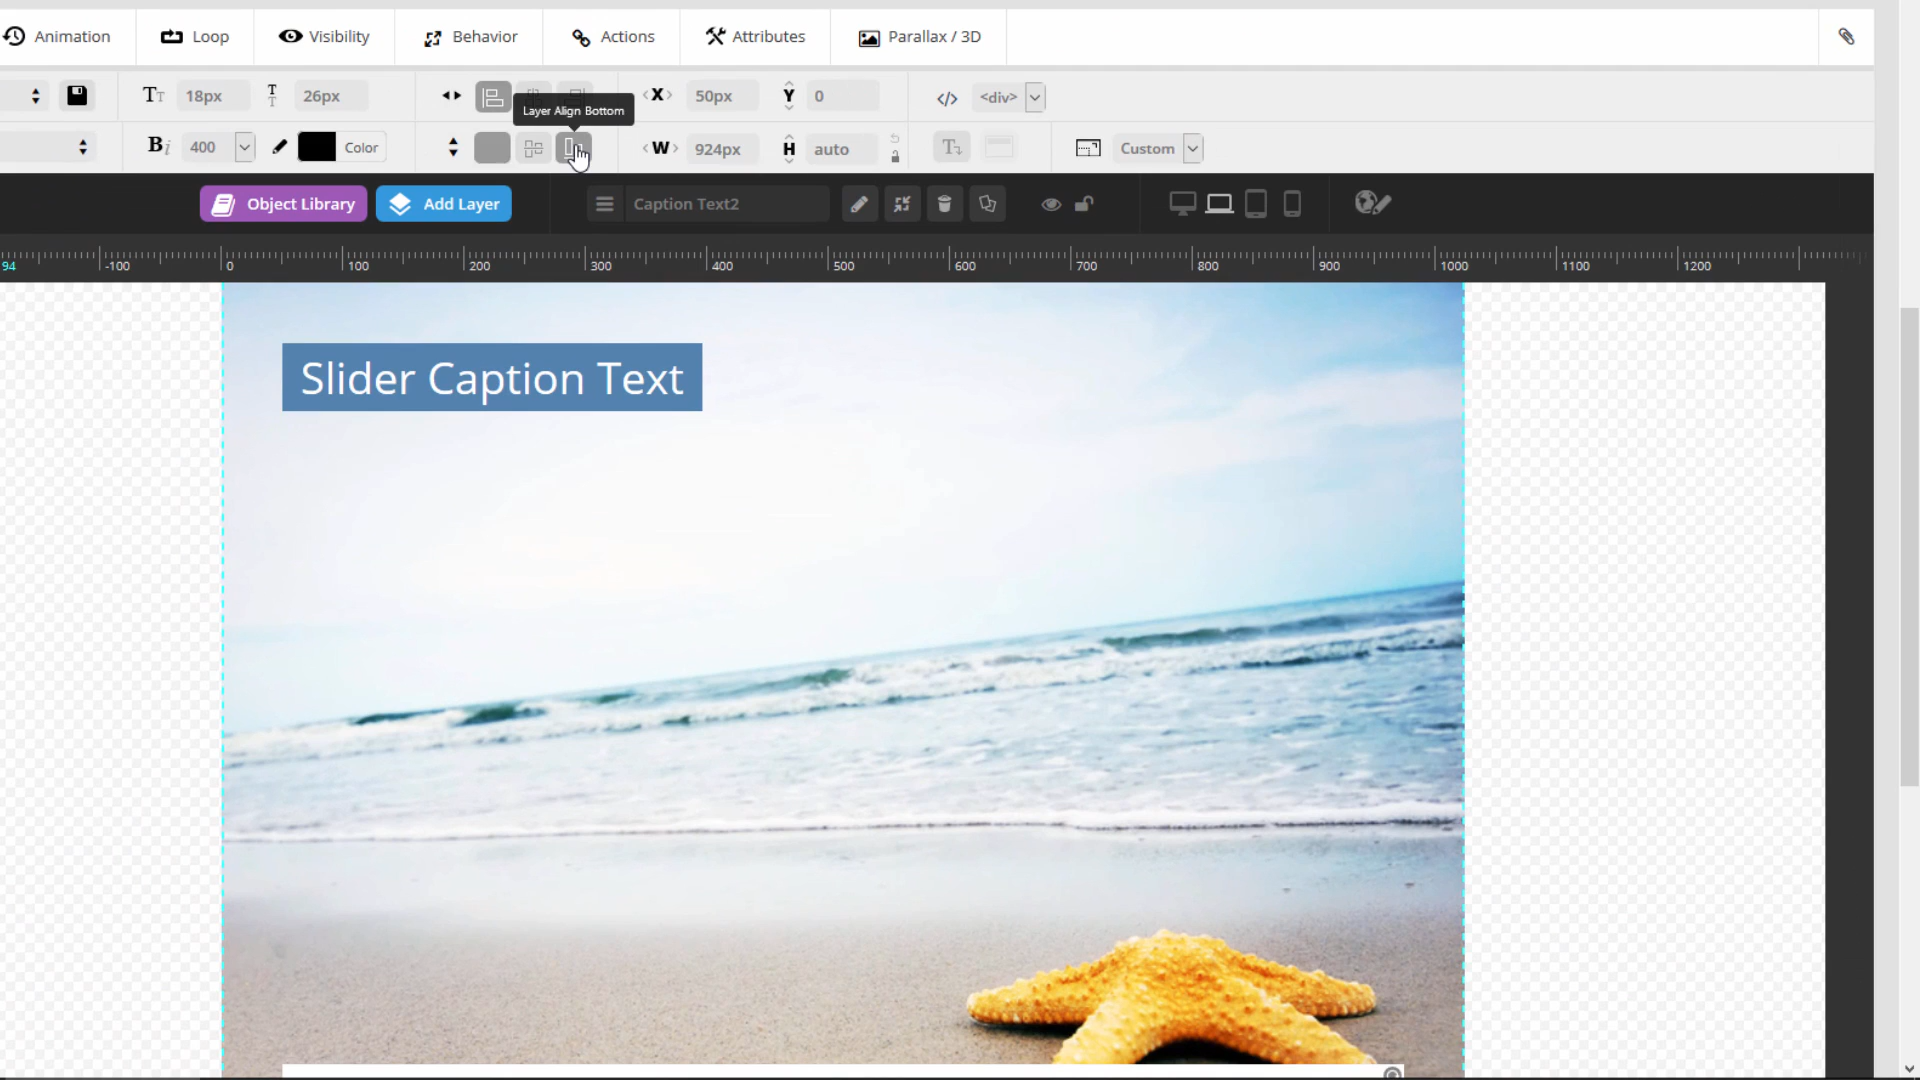 Animation Loop Visibility Behavior Actions Attributes Parallax / 3D
18px 26px X 50px Y 0 <div>
Layer Align Bottom
400 Color W 924px H auto Custom
Object Library Add Layer Caption Text2
94 -100 0 100 200 300 400 500 600 700 800 900 1000 1100 1200
Slider Caption Text